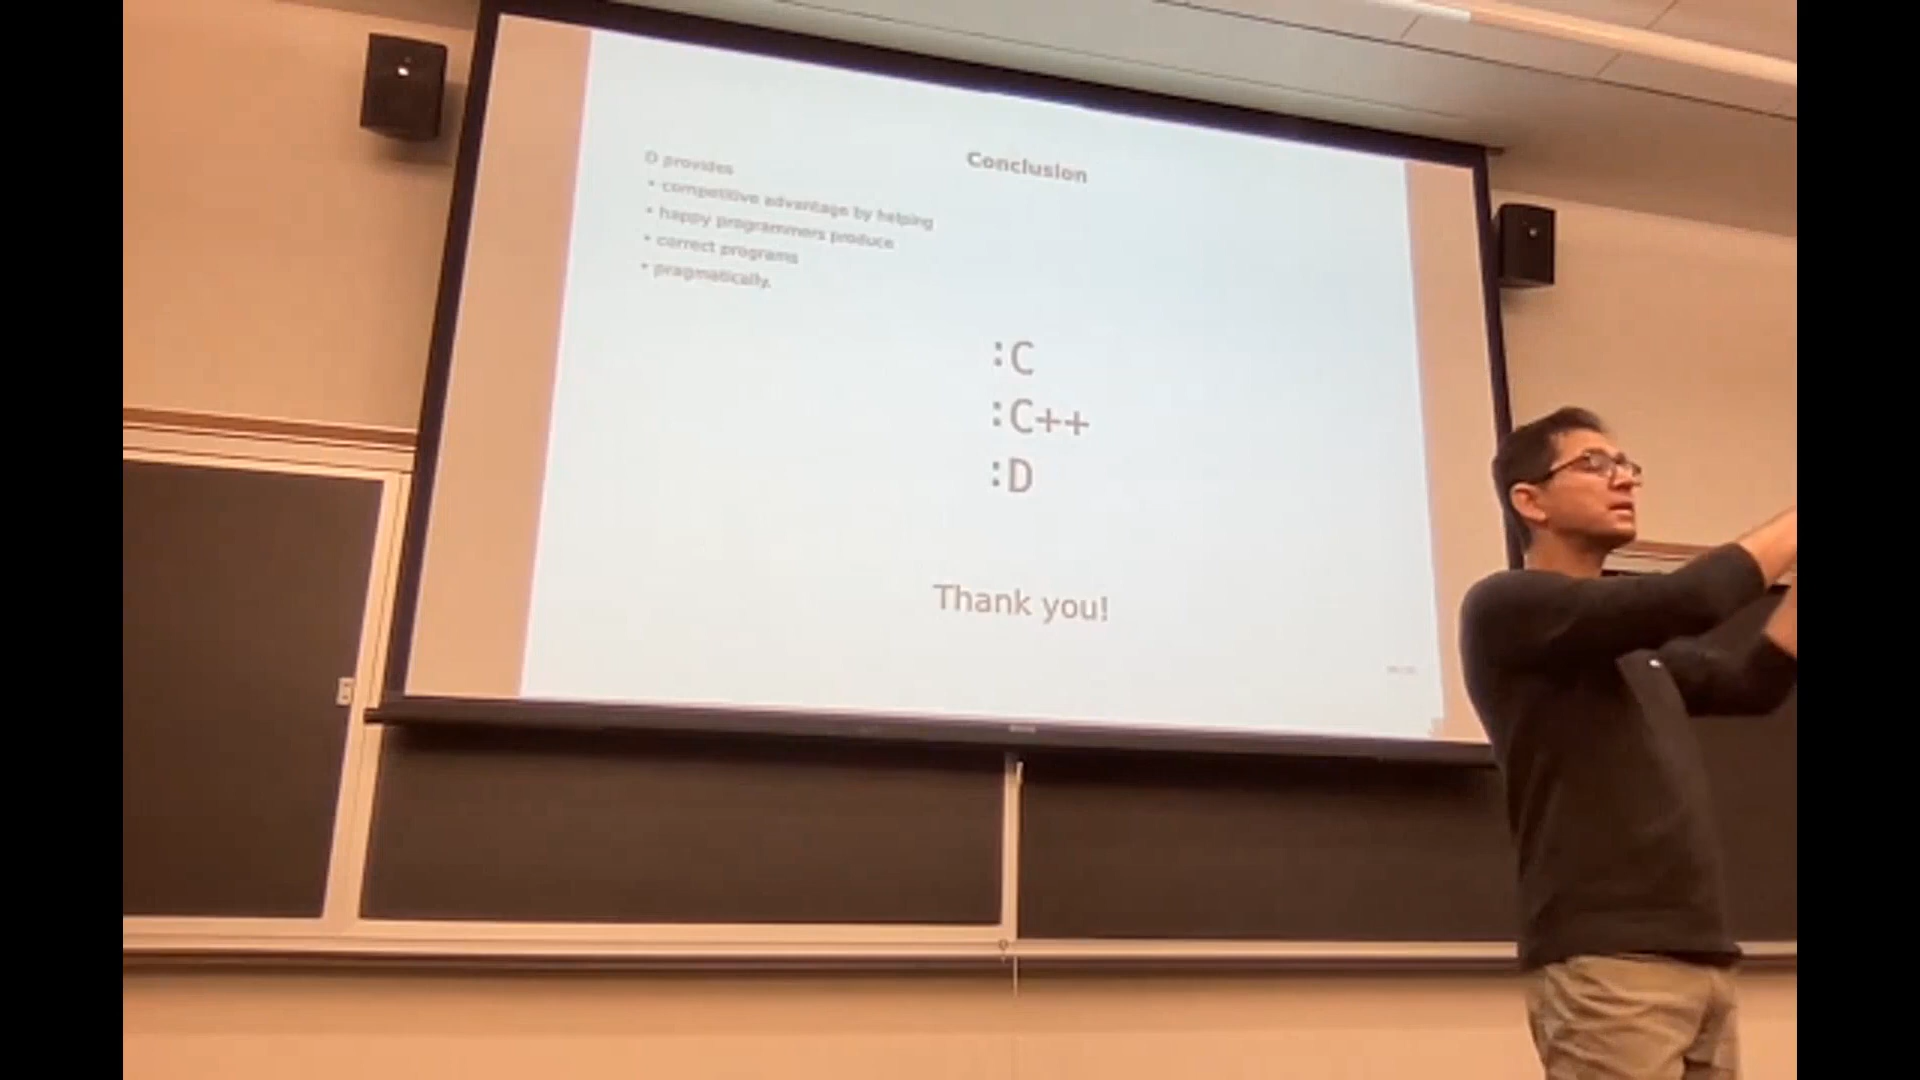 Conclusion
D provides
• competitive advantage by helping
• happy programmers produce
• correct programs
• pragmatically.
:C
:C++
:D
Thank you!